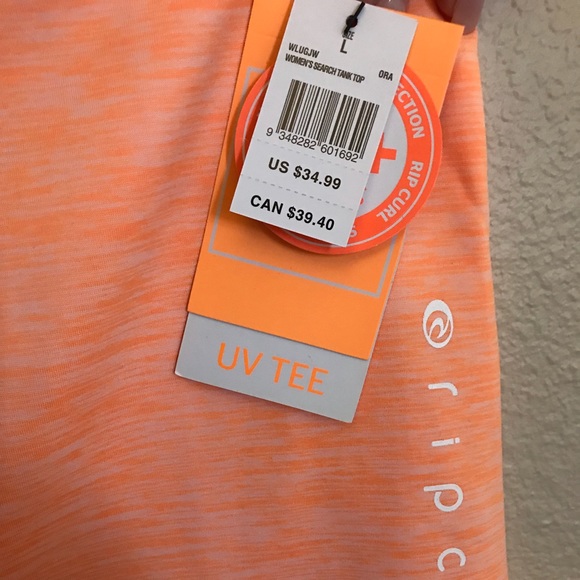 SIZE
L
WLUGJW
WOMEN'S SEARCH TANK TOP
ORA
9 348282 601692
US $34.99
CAN $39.40
ECTION
RIP CURL
UV TEE
ripc